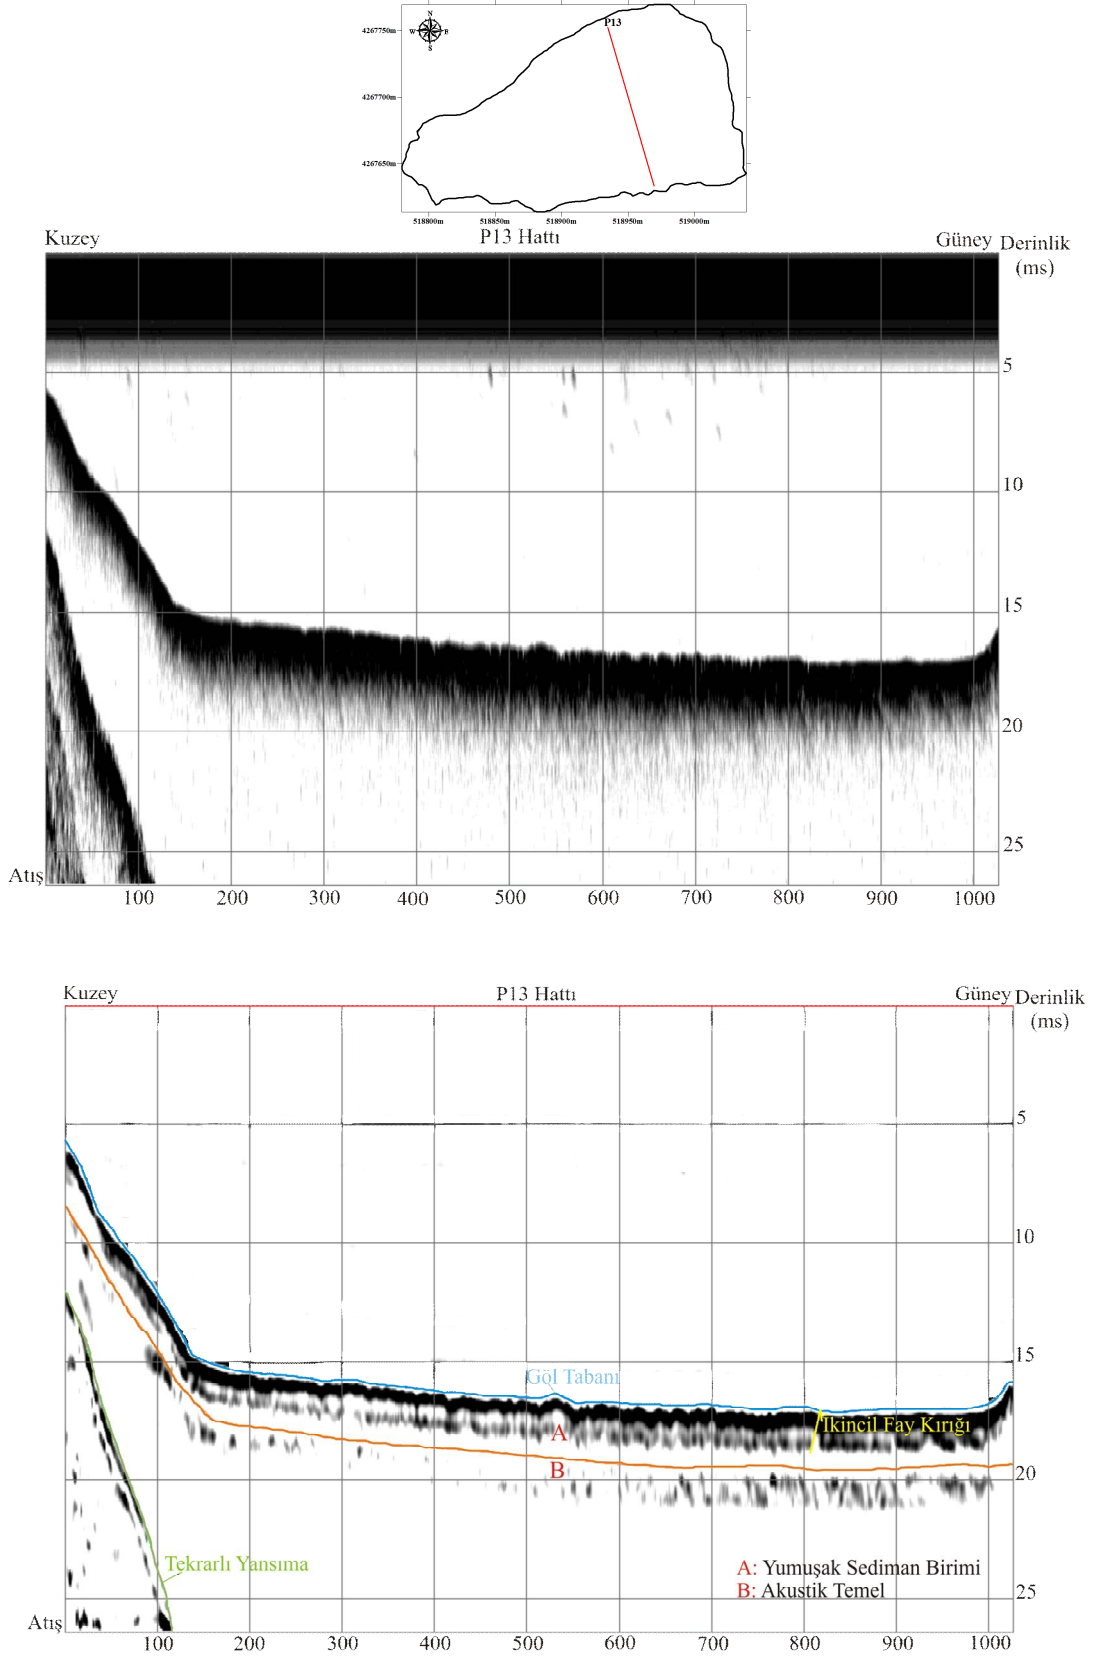 P13
N
W E
S
4267750m
4267700m
4267650m
518800m 518850m 518900m 518950m 519000m
Kuzey P13 Hattı Güney Derinlik
(ms)
5
10
15
20
25
Atış
100 200 300 400 500 600 700 800 900 1000
Kuzey P13 Hattı Güney Derinlik
(ms)
5
10
15
Göl Tabanı
İkincil Fay Kırığı
A
B
20
Tekrarlı Yansıma
A: Yumuşak Sediman Birimi
B: Akustik Temel
25
Atış
100 200 300 400 500 600 700 800 900 1000